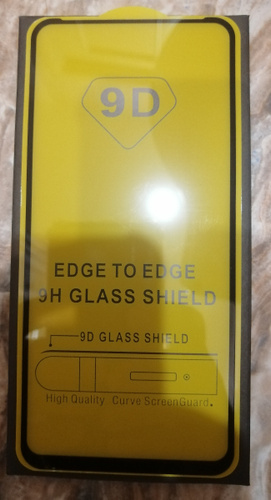 9D
EDGE TO EDGE
9H GLASS SHIELD
9D GLASS SHIELD
High Quality Curve ScreenGuard.